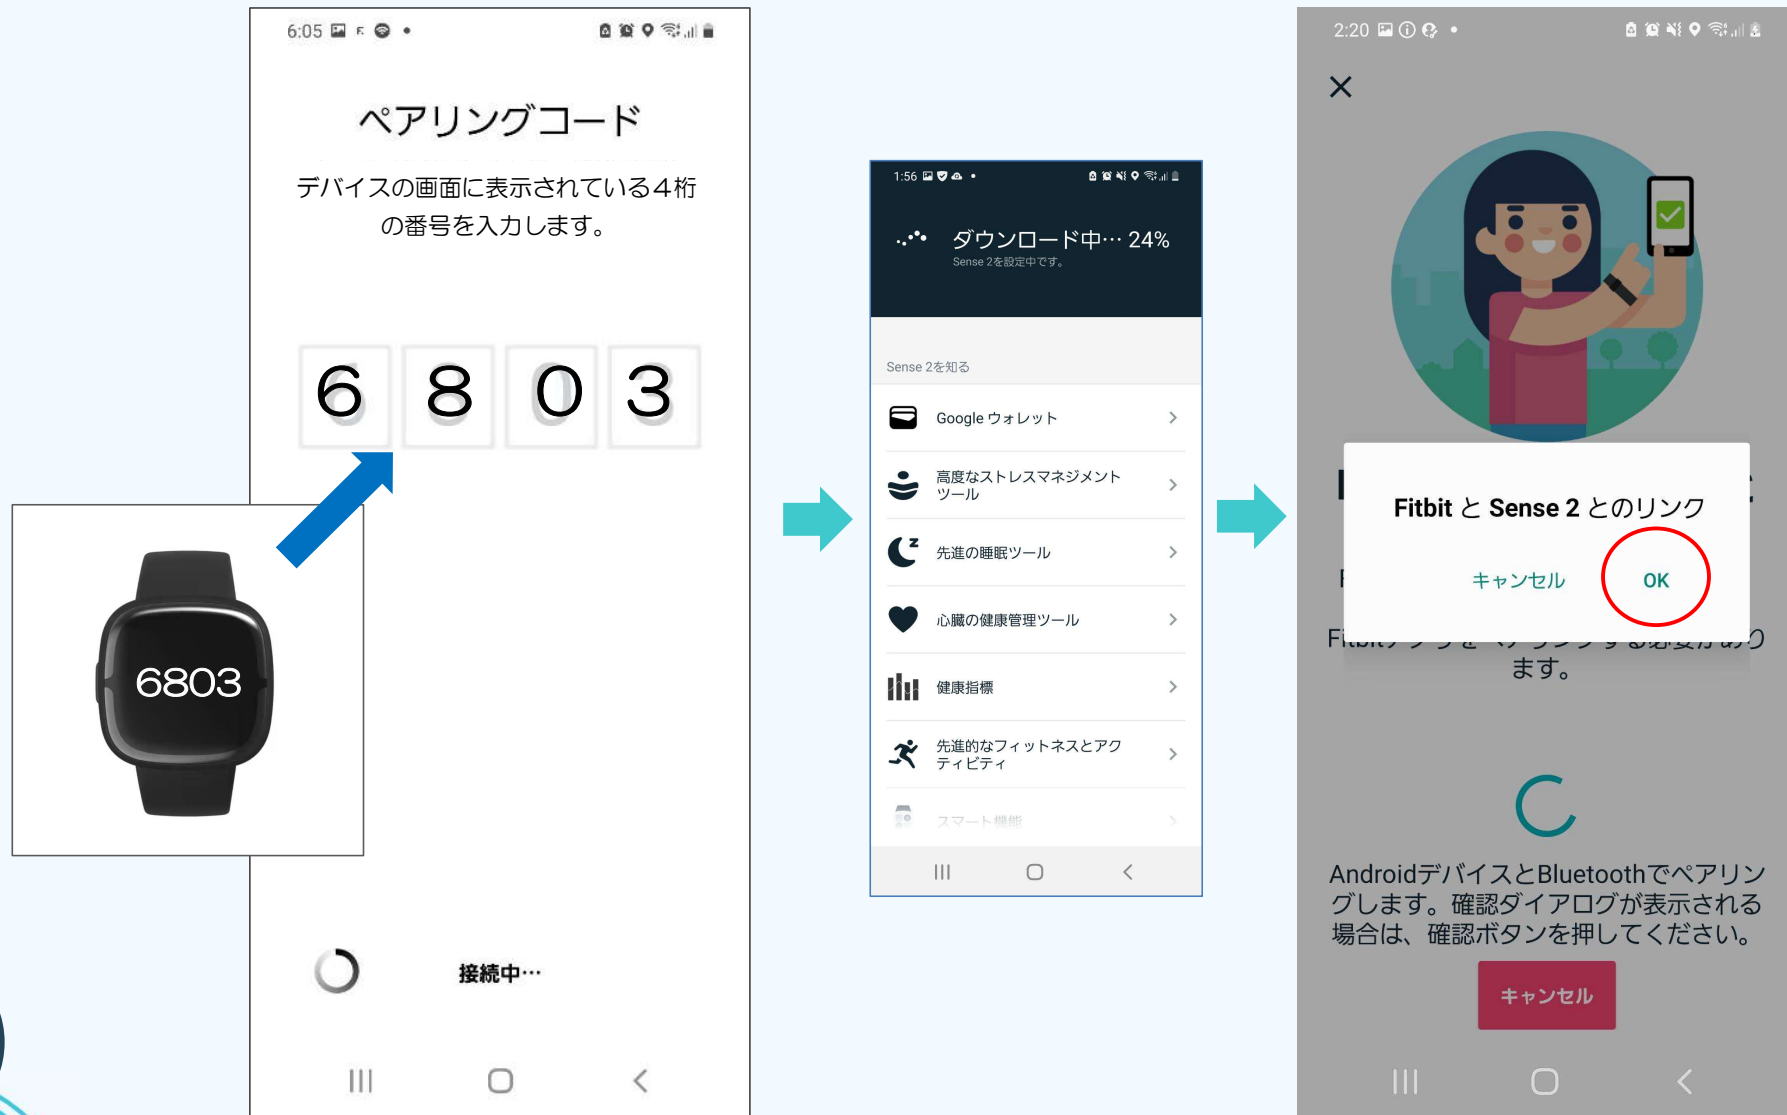 6:05
ペアリングコード
デバイスの画面に表示されている4桁
の番号を入力します。
6 8 0 3
6803
接続中…
1:56
ダウンロード中… 24%
Sense 2を設定中です。
Sense 2を知る
Google ウォレット
高度なストレスマネジメント
ツール
先進の睡眠ツール
心臓の健康管理ツール
健康指標
先進的なフィットネスとアク
ティビティ
スマート機能
2:20
Fitbit と Sense 2 とのリンク
キャンセル OK
ます。
AndroidデバイスとBluetoothでペアリン
グします。確認ダイアログが表示される
場合は、確認ボタンを押してください。
キャンセル